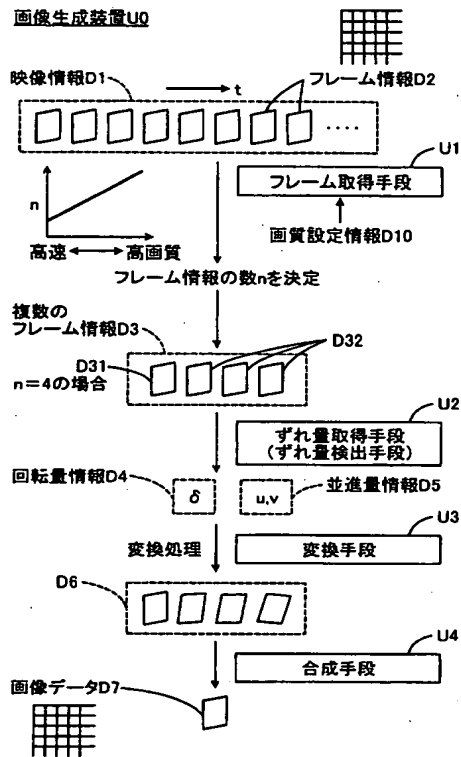 画像生成装置U0
映像情報D1
t
フレーム情報D2
‥‥
U1
フレーム取得手段
n
高速 高画質
画質設定情報D10
フレーム情報の数nを決定
複数の
フレーム情報D3
D31
D32
n=4の場合
U2
ずれ量取得手段
(ずれ量検出手段)
回転量情報D4
δ
u,v
並進量情報D5
U3
変換処理
変換手段
D6
U4
合成手段
画像データD7